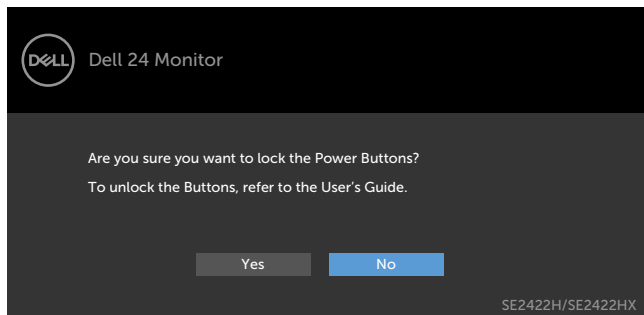 DELL
Dell 24 Monitor
Are you sure you want to lock the Power Buttons?
To unlock the Buttons, refer to the User’s Guide.
Yes No
SE2422H/SE2422HX